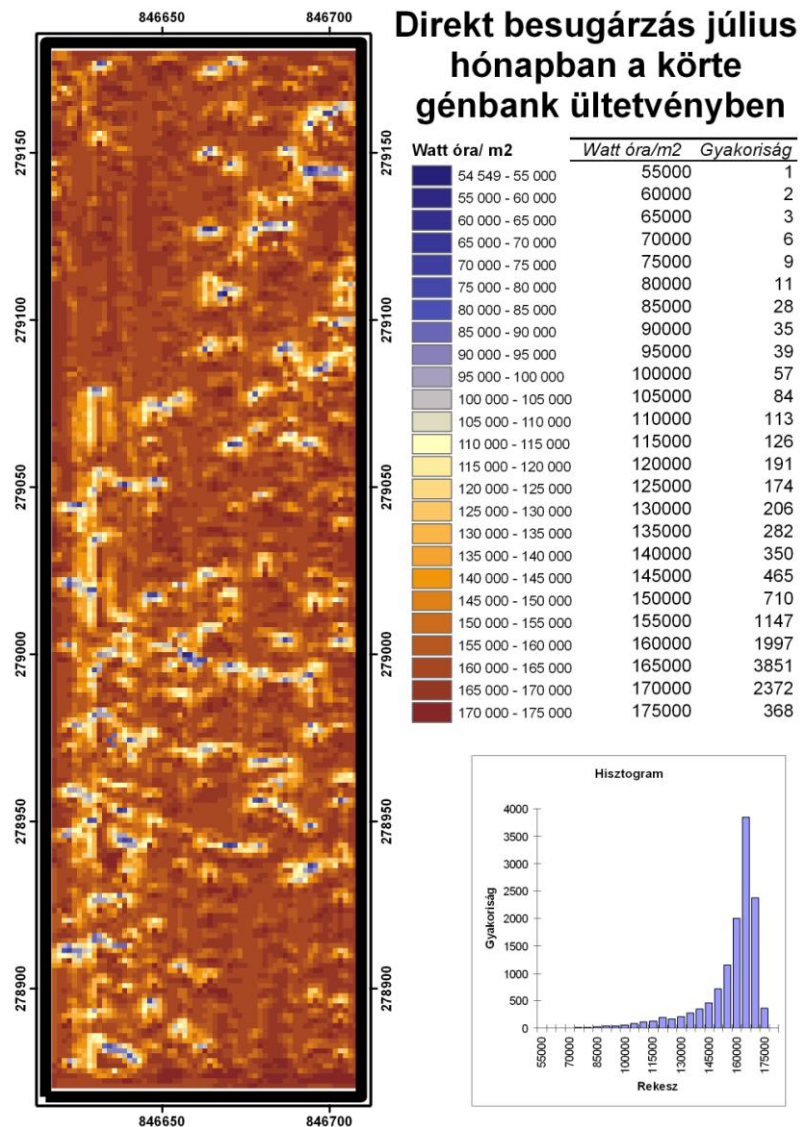 Direkt besugárzás július
hónapban a körte
génbank ültetvényben
846650 846700
279150
279100
279050
279000
278950
278900
279150
279100
279050
279000
278950
278900
846650 846700
Watt óra/ m2
54 549 - 55 000
55 000 - 60 000
60 000 - 65 000
65 000 - 70 000
70 000 - 75 000
75 000 - 80 000
80 000 - 85 000
85 000 - 90 000
90 000 - 95 000
95 000 - 100 000
100 000 - 105 000
105 000 - 110 000
110 000 - 115 000
115 000 - 120 000
120 000 - 125 000
125 000 - 130 000
130 000 - 135 000
135 000 - 140 000
140 000 - 145 000
145 000 - 150 000
150 000 - 155 000
155 000 - 160 000
160 000 - 165 000
165 000 - 170 000
170 000 - 175 000
Watt óra/m2 Gyakoriság
55000 1
60000 2
65000 3
70000 6
75000 9
80000 11
85000 28
90000 35
95000 39
100000 57
105000 84
110000 113
115000 126
120000 191
125000 174
130000 206
135000 282
140000 350
145000 465
150000 710
155000 1147
160000 1997
165000 3851
170000 2372
175000 368
Hisztogram
Gyakoriság
4000
3500
3000
2500
2000
1500
1000
500
0
55000 70000 85000 100000 115000 130000 145000 160000 175000
Rekesz